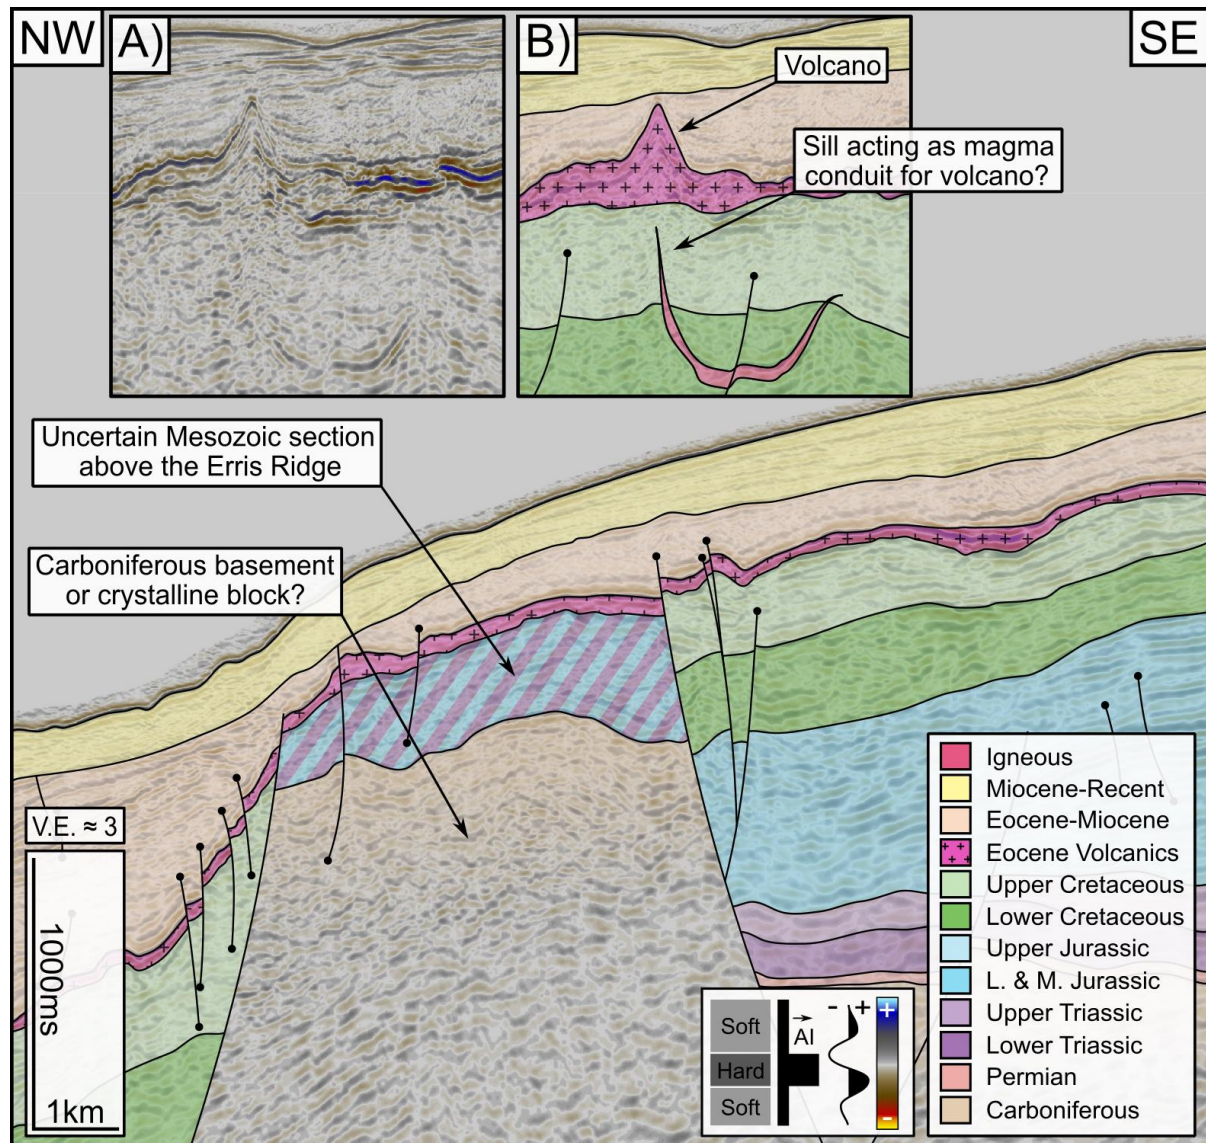 NW
A)
B)
SE
Volcano
Sill acting as magma
conduit for volcano?
Uncertain Mesozoic section
above the Erris Ridge
Carboniferous basement
or crystalline block?
V.E. ≈ 3
1000ms
1km
Soft
Hard
Soft
AI
- +
+
-
Igneous
Miocene-Recent
Eocene-Miocene
Eocene Volcanics
Upper Cretaceous
Lower Cretaceous
Upper Jurassic
L. & M. Jurassic
Upper Triassic
Lower Triassic
Permian
Carboniferous